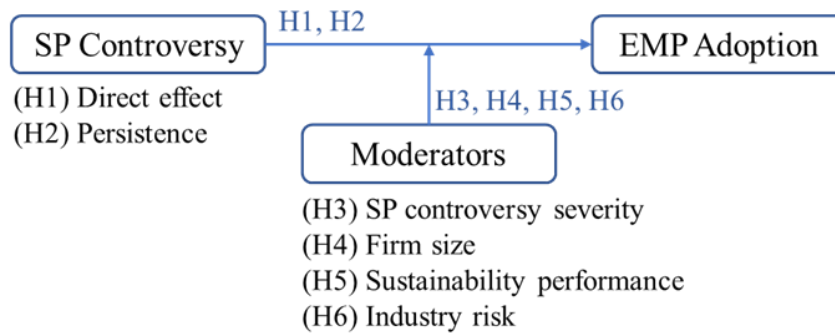 SP Controversy
H1, H2
EMP Adoption
(H1) Direct effect
(H2) Persistence
H3, H4, H5, H6
Moderators
(H3) SP controversy severity
(H4) Firm size
(H5) Sustainability performance
(H6) Industry risk